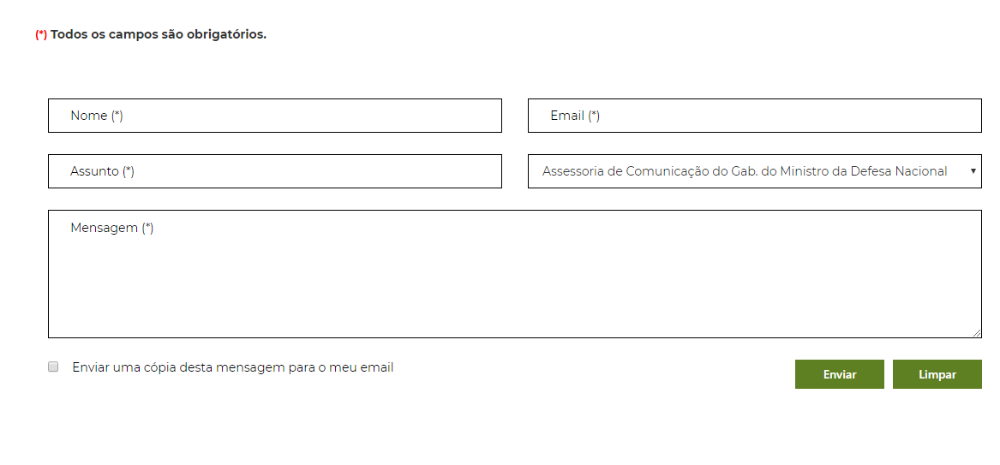 (*) Todos os campos são obrigatórios.
Nome (*)
Email (*)
Assunto (*)
Assessoria de Comunicação do Gab. do Ministro da Defesa Nacional
Mensagem (*)
Enviar uma cópia desta mensagem para o meu email
Enviar
Limpar